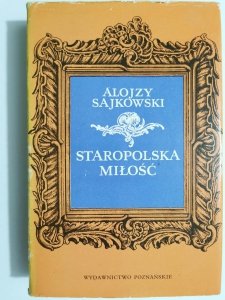 ALOJZY
SAJKOWSKI
STAROPOLSKA
MIŁOŚĆ
WYDAWNICTWO POZNAŃSKIE